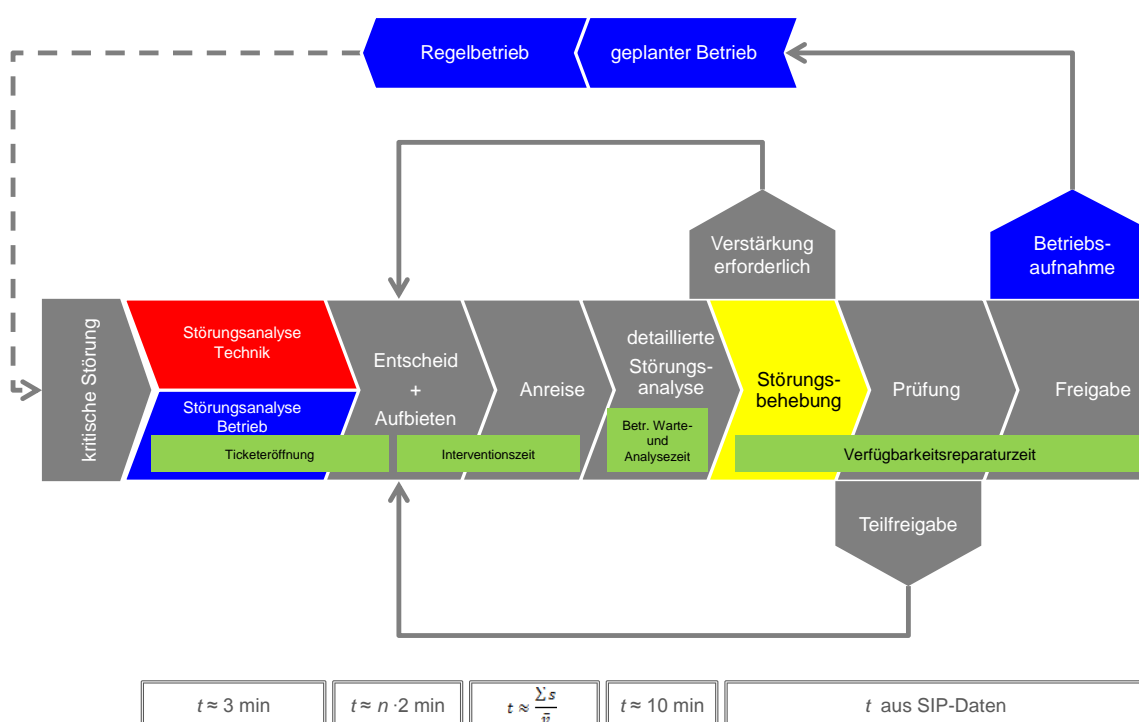 Regelbetrieb
geplanter Betrieb
Verstärkung
erforderlich
Betriebs-
aufnahme
kritische Störung
Störungsanalyse
Technik
Störungsanalyse
Betrieb
Ticketeröffnung
Entscheid
+
Aufbieten
Interventionszeit
Anreise
detaillierte
Störungs-
analyse
Betr. Warte-
und
Analysezeit
Störungs-
behebung
Prüfung
Freigabe
Verfügbarkeitsreparaturzeit
Teilfreigabe
t ≈ 3 min
t ≈ n ·2 min
t ≈ ∑ s / v̄
t ≈ 10 min
t aus SIP-Daten